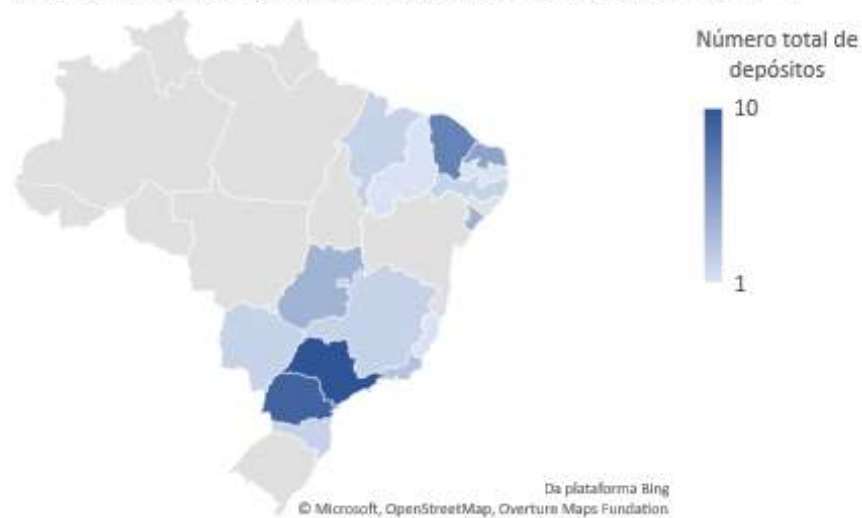 Número total de
depósitos
10
1
Da plataforma Bing
© Microsoft, OpenStreetMap, Overture Maps Fundation